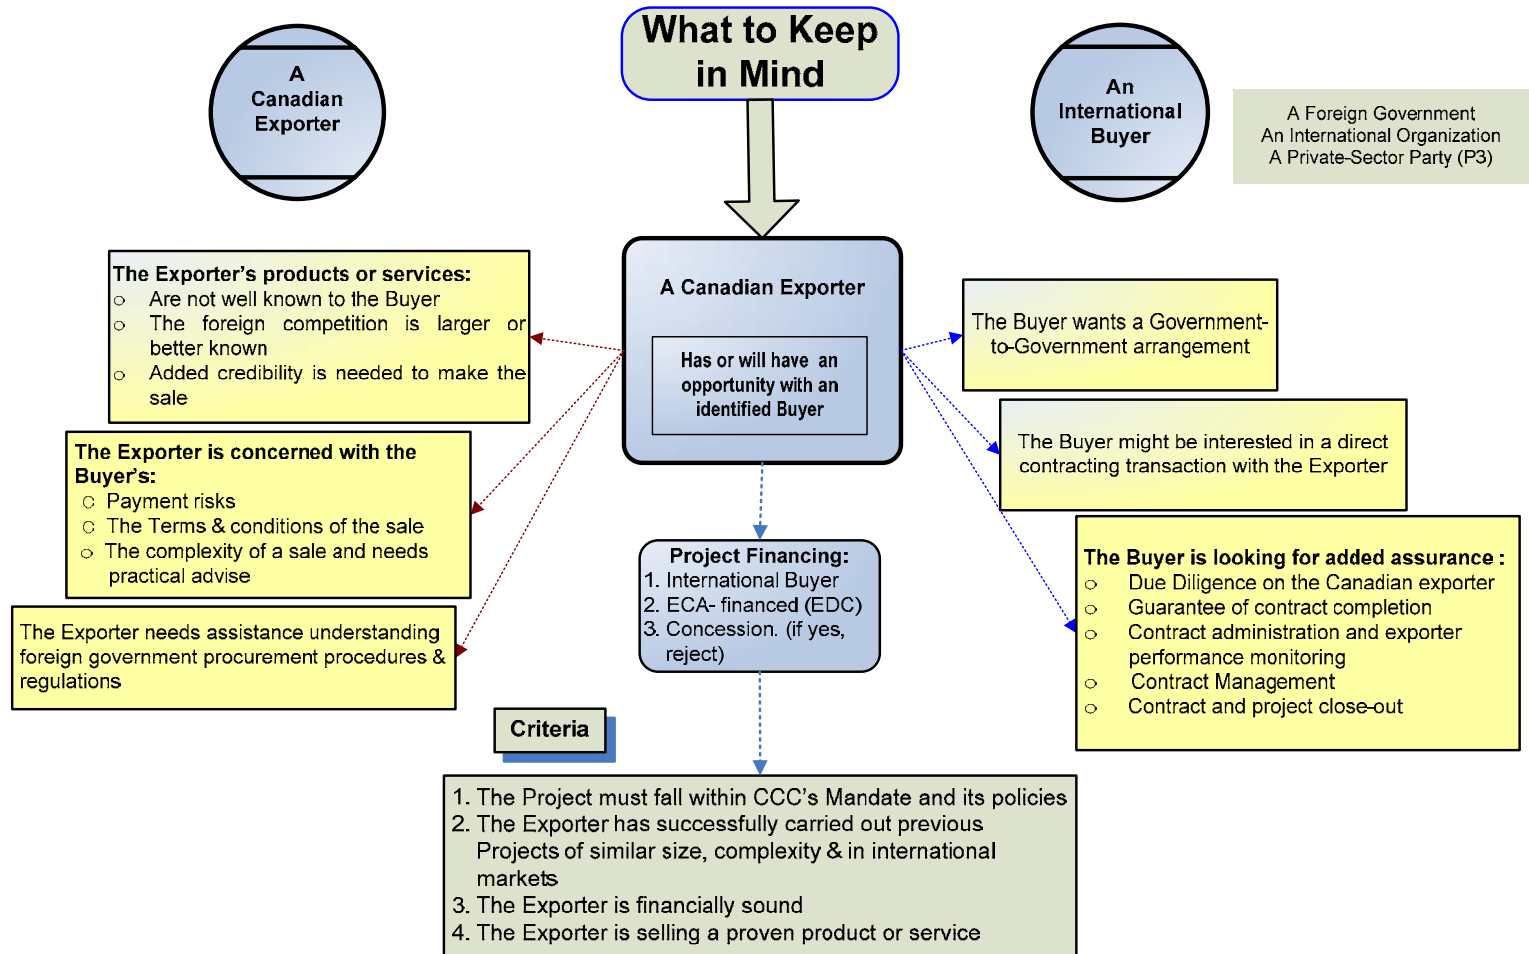 What to Keep
in Mind
A
Canadian
Exporter
An
International
Buyer
A Foreign Government
An International Organization
A Private-Sector Party (P3)
The Exporter's products or services:
○ Are not well known to the Buyer
○ The foreign competition is larger or
better known
○ Added credibility is needed to make the
sale
The Exporter is concerned with the
Buyer's:
○ Payment risks
○ The Terms & conditions of the sale
○ The complexity of a sale and needs
practical advise
The Exporter needs assistance understanding
foreign government procurement procedures &
regulations
A Canadian Exporter
Has or will have an
opportunity with an
identified Buyer
Project Financing:
1. International Buyer
2. ECA- financed (EDC)
3. Concession. (if yes,
reject)
The Buyer wants a Government-
to-Government arrangement
The Buyer might be interested in a direct
contracting transaction with the Exporter
The Buyer is looking for added assurance :
○ Due Diligence on the Canadian exporter
○ Guarantee of contract completion
○ Contract administration and exporter
performance monitoring
○ Contract Management
○ Contract and project close-out
Criteria
1. The Project must fall within CCC's Mandate and its policies
2. The Exporter has successfully carried out previous
Projects of similar size, complexity & in international
markets
3. The Exporter is financially sound
4. The Exporter is selling a proven product or service